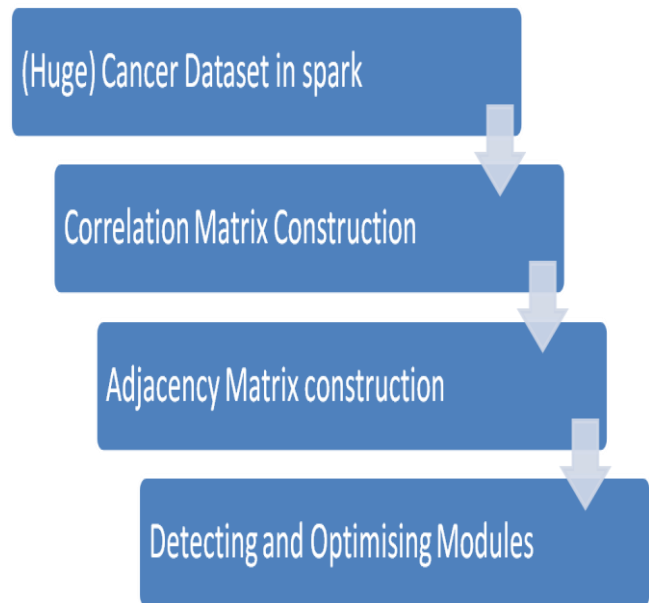 (Huge) Cancer Dataset in spark
Correlation Matrix Construction
Adjacency Matrix construction
Detecting and Optimising Modules